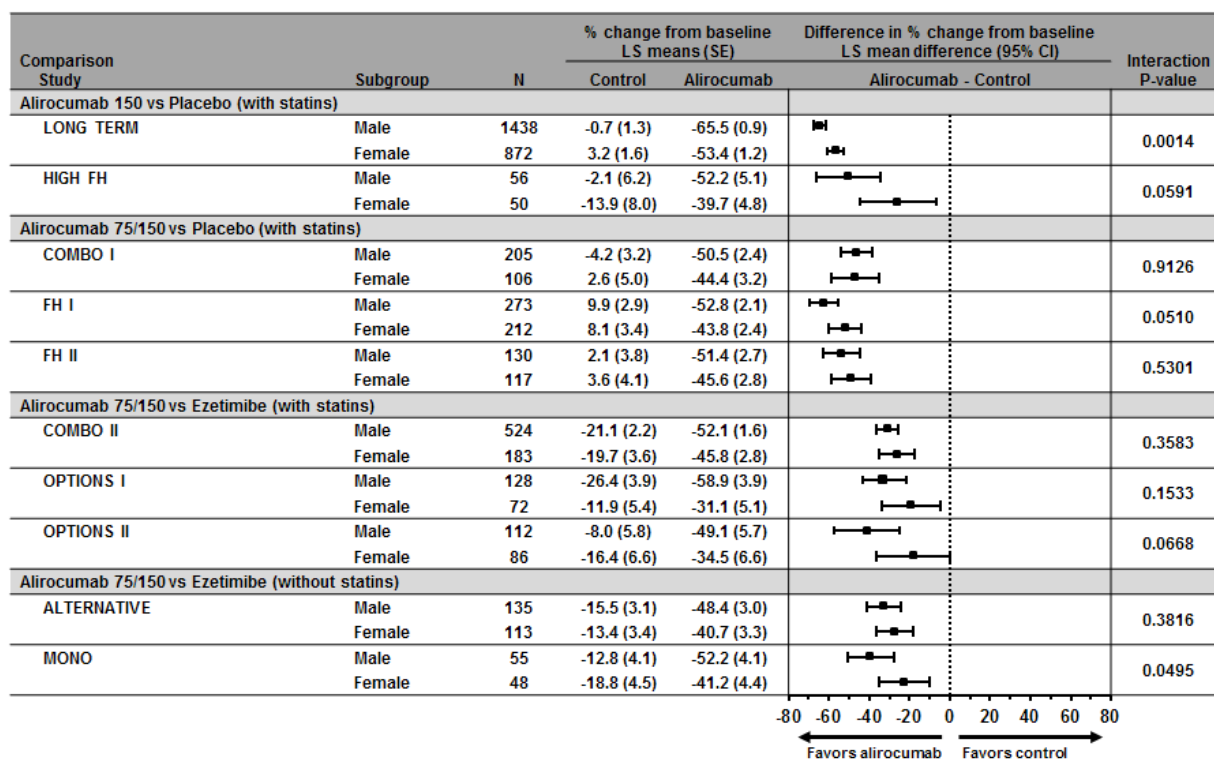 % change from baseline Difference in % change from baseline
Comparison LS means (SE) LS mean difference (95% CI) Interaction
Study Subgroup N Control Alirocumab Alirocumab - Control P-value
Alirocumab 150 vs Placebo (with statins)
LONG TERM Male 1438 -0.7 (1.3) -65.5 (0.9)
0.0014
Female 872 3.2 (1.6) -53.4 (1.2)
HIGH FH Male 56 -2.1 (6.2) -52.2 (5.1)
0.0591
Female 50 -13.9 (8.0) -39.7 (4.8)
Alirocumab 75/150 vs Placebo (with statins)
COMBO I Male 205 -4.2 (3.2) -50.5 (2.4)
0.9126
Female 106 2.6 (5.0) -44.4 (3.2)
FH I Male 273 9.9 (2.9) -52.8 (2.1)
0.0510
Female 212 8.1 (3.4) -43.8 (2.4)
FH II Male 130 2.1 (3.8) -51.4 (2.7)
0.5301
Female 117 3.6 (4.1) -45.6 (2.8)
Alirocumab 75/150 vs Ezetimibe (with statins)
COMBO II Male 524 -21.1 (2.2) -52.1 (1.6)
0.3583
Female 183 -19.7 (3.6) -45.8 (2.8)
OPTIONS I Male 128 -26.4 (3.9) -58.9 (3.9)
0.1533
Female 72 -11.9 (5.4) -31.1 (5.1)
OPTIONS II Male 112 -8.0 (5.8) -49.1 (5.7)
0.0668
Female 86 -16.4 (6.6) -34.5 (6.6)
Alirocumab 75/150 vs Ezetimibe (without statins)
ALTERNATIVE Male 135 -15.5 (3.1) -48.4 (3.0)
0.3816
Female 113 -13.4 (3.4) -40.7 (3.3)
MONO Male 55 -12.8 (4.1) -52.2 (4.1)
0.0495
Female 48 -18.8 (4.5) -41.2 (4.4)
-80 -60 -40 -20 0 20 40 60 80
Favors alirocumab Favors control